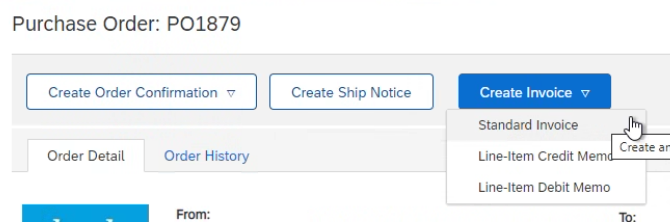 Purchase Order: PO1879
Create Order Confirmation ▿ Create Ship Notice Create Invoice ▿
Standard Invoice
Create an
Order Detail Order History Line-Item Credit Memo
Line-Item Debit Memo
From: To: